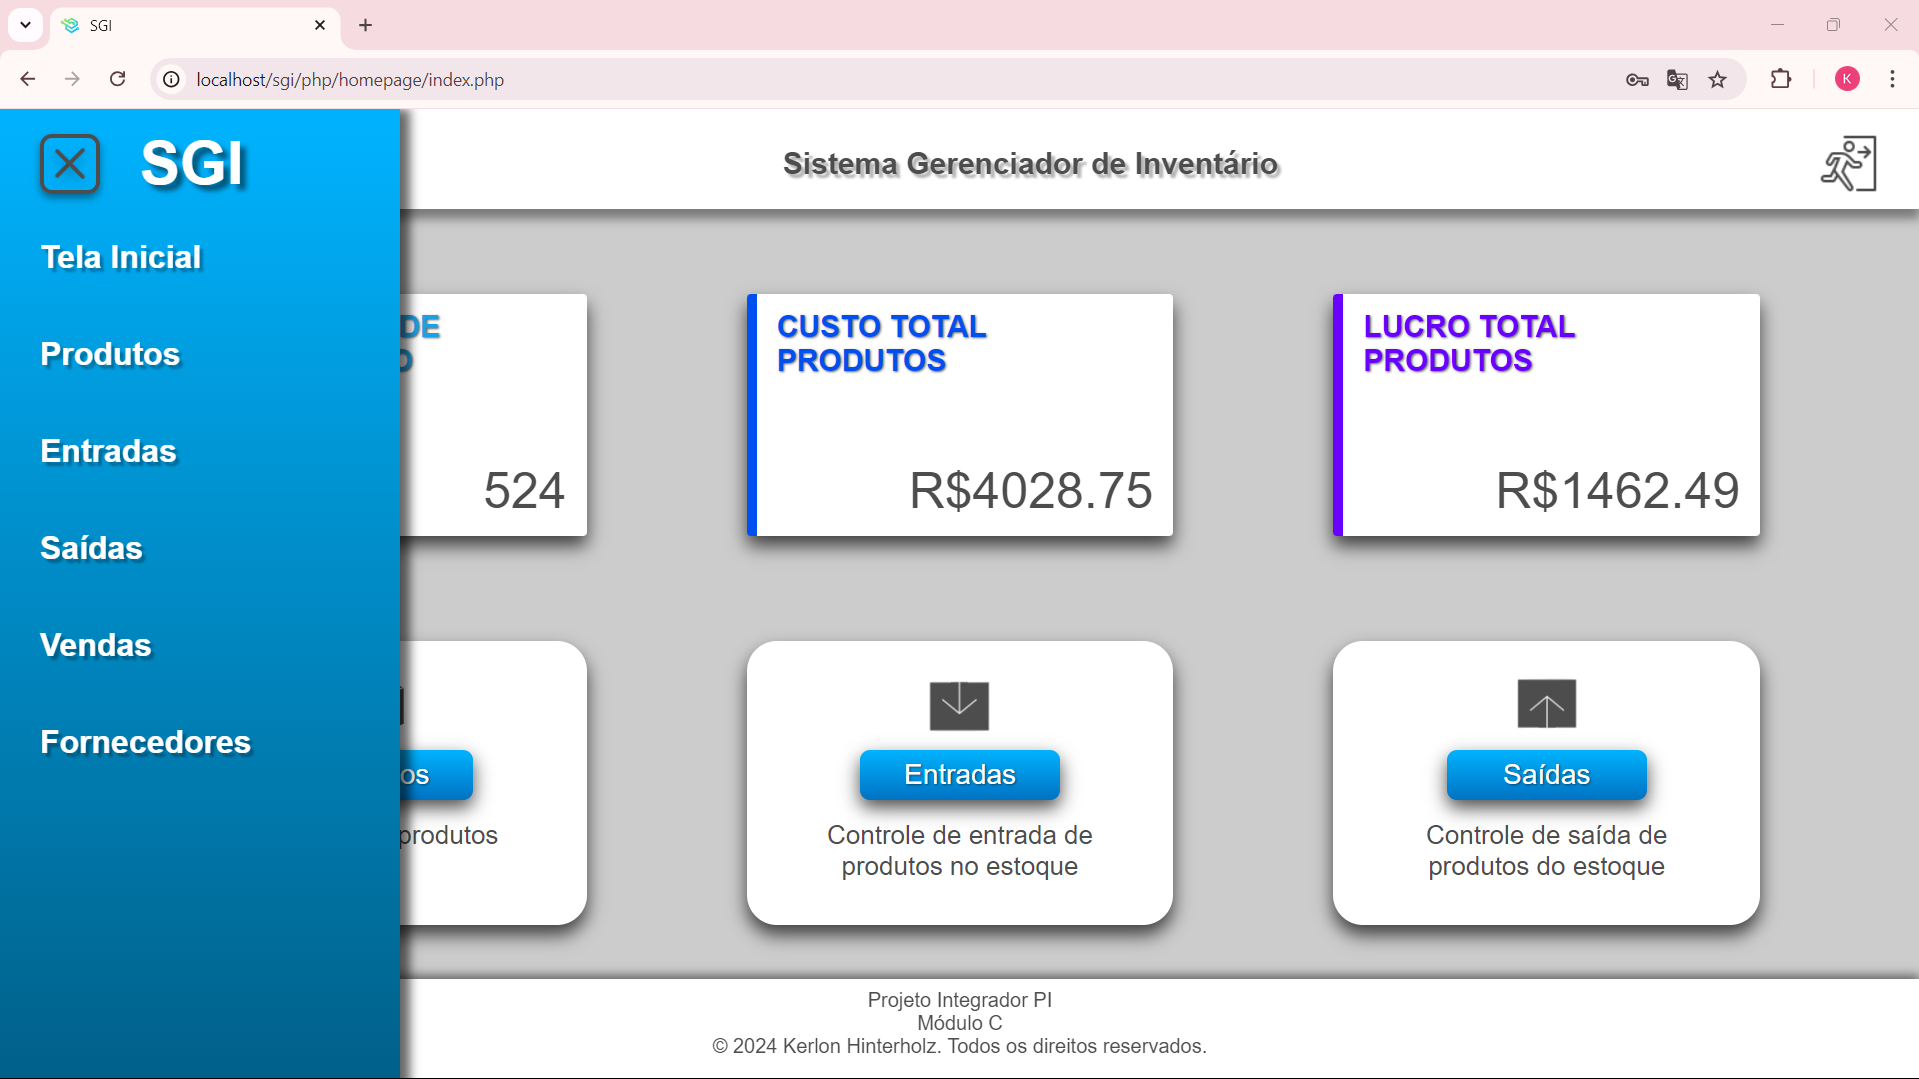 SGI
localhost/sgi/php/homepage/index.php
K
SGI
Sistema Gerenciador de Inventário
Tela Inicial
Produtos
Entradas
Saídas
Vendas
Fornecedores
DE
524
CUSTO TOTAL
PRODUTOS
R$4028.75
LUCRO TOTAL
PRODUTOS
R$1462.49
os
produtos
Entradas
Controle de entrada de
produtos no estoque
Saídas
Controle de saída de
produtos do estoque
Projeto Integrador PI
Módulo C
© 2024 Kerlon Hinterholz. Todos os direitos reservados.